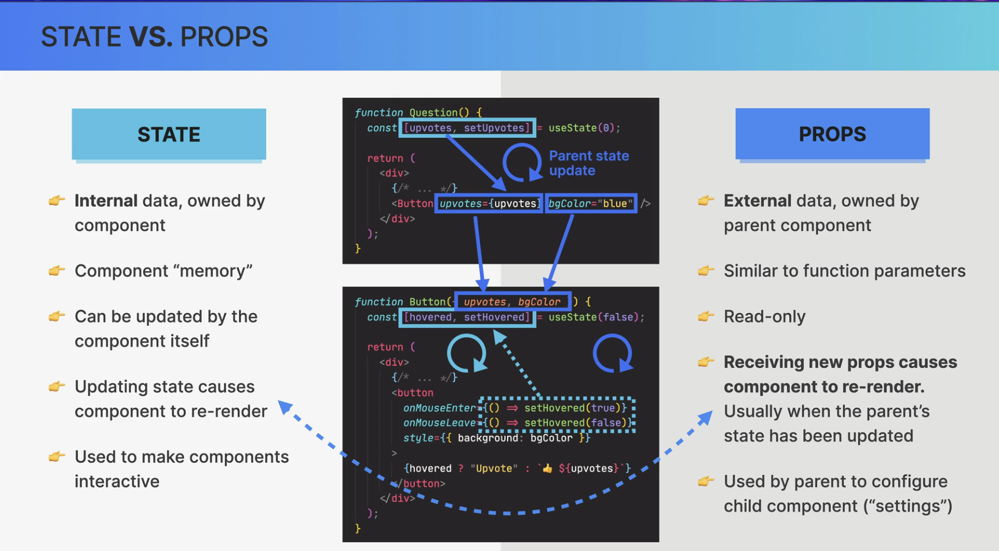 STATE VS. PROPS
STATE
👉 Internal data, owned by
component
👉 Component “memory”
👉 Can be updated by the
component itself
👉 Updating state causes
component to re-render
👉 Used to make components
interactive
function Question() {
const [upvotes, setUpvotes] = useState(0);
return (
<div>
{/* ... */}
<Button upvotes={upvotes} bgColor="blue" />
</div>
);
}
Parent state
update
function Button({ upvotes, bgColor }) {
const [hovered, setHovered] = useState(false);
return (
<div>
{/* ... */}
<button
onMouseEnter={() => setHovered(true)}
onMouseLeave={() => setHovered(false)}
style={{ background: bgColor }}
>
{hovered ? "Upvote" : `👍 ${upvotes}`}
</button>
</div>
);
}
PROPS
👉 External data, owned by
parent component
👉 Similar to function parameters
👉 Read-only
👉 Receiving new props causes
component to re-render.
Usually when the parent’s
state has been updated
👉 Used by parent to configure
child component (“settings”)